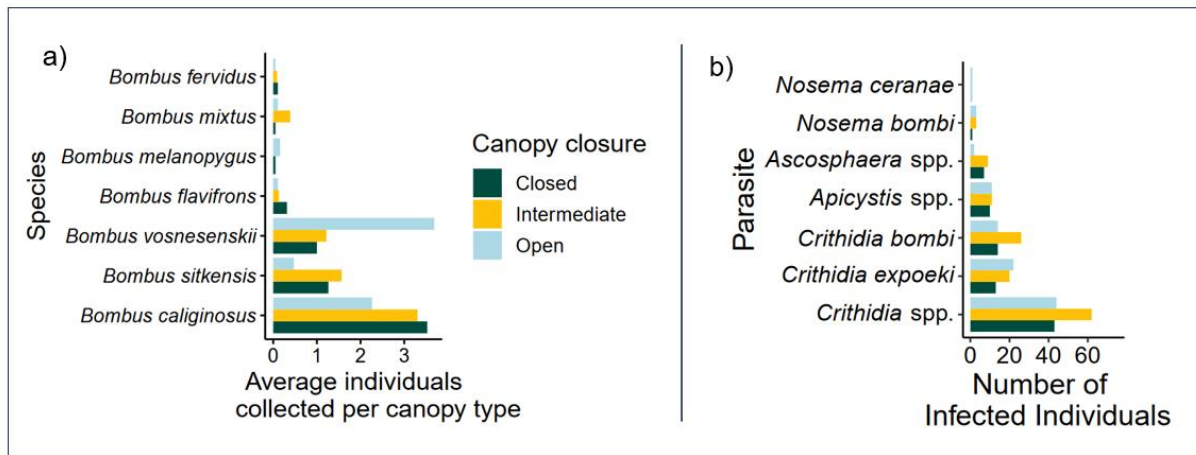 a)
Species
Bombus fervidus
Bombus mixtus
Bombus melanopygus
Bombus flavifrons
Bombus vosnesenskii
Bombus sitkensis
Bombus caliginosus
0 1 2 3
Average individuals
collected per canopy type
Canopy closure
Closed
Intermediate
Open
b)
Parasite
Nosema ceranae
Nosema bombi
Ascosphaera spp.
Apicystis spp.
Crithidia bombi
Crithidia expoeki
Crithidia spp.
0 20 40 60
Number of
Infected Individuals